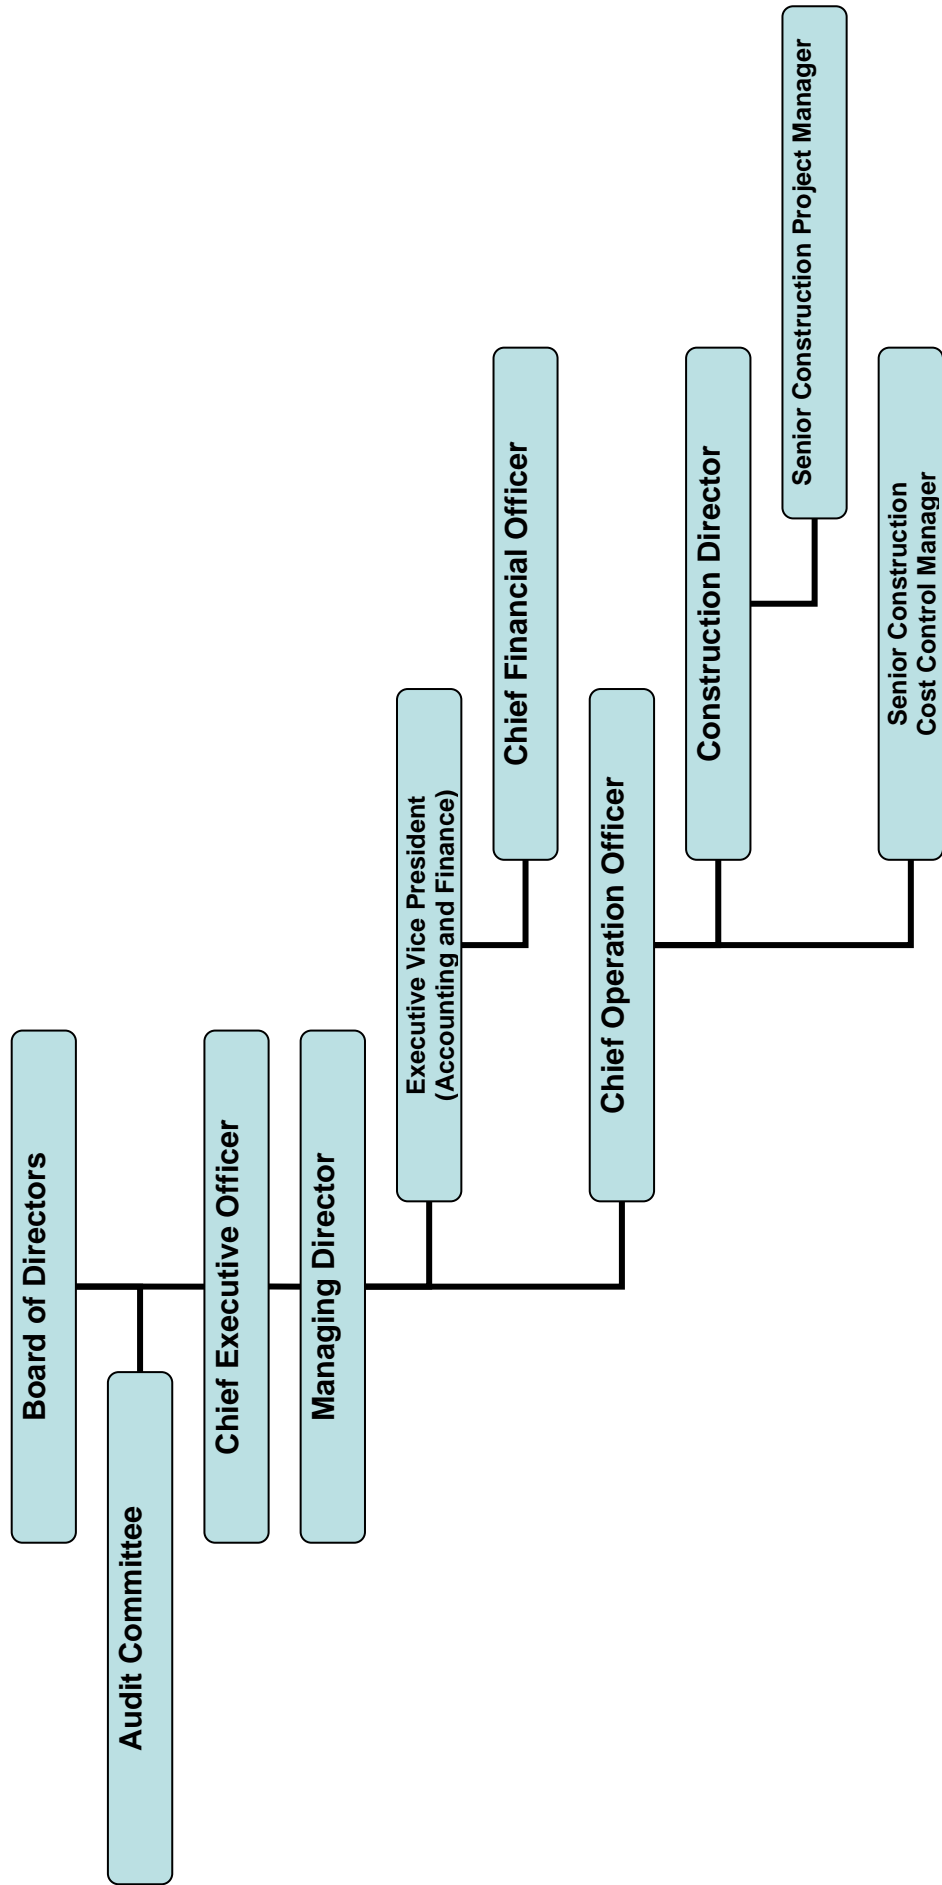 Board of Directors
Audit Committee
Chief Executive Officer
Managing Director
Executive Vice President
(Accounting and Finance)
Chief Financial Officer
Chief Operation Officer
Construction Director
Senior Construction Project Manager
Senior Construction
Cost Control Manager